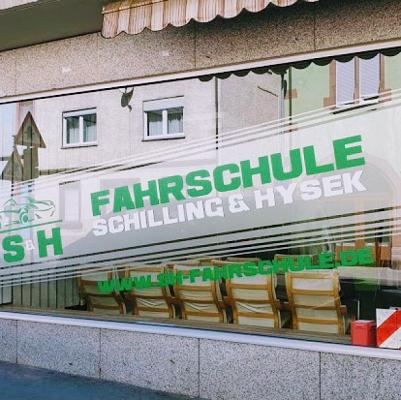 FAHRSCHULE
SCHILLING & HYSEK
S&H
WWW.SH-FAHRSCHULE.DE